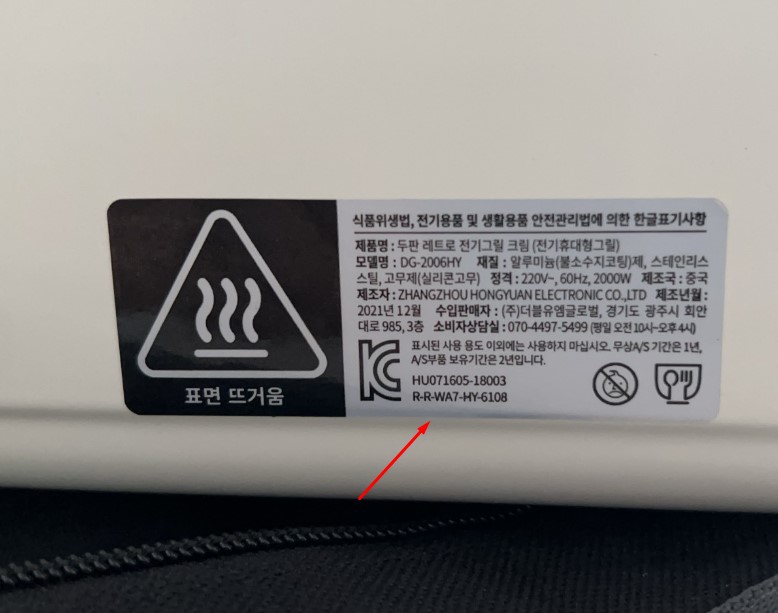 표면 뜨거움
식품위생법, 전기용품 및 생활용품 안전관리법에 의한 한글표기사항
제품명 : 두판 레트로 전기그릴 크림 (전기휴대형그릴)
모델명 : DG-2006HY 재질 : 알루미늄(불소수지코팅)제, 스테인리스
스틸, 고무제(실리콘고무) 정격 : 220V~, 60Hz, 2000W 제조국 : 중국
제조자 : ZHANGZHOU HONGYUAN ELECTRONIC CO.,LTD 제조년월 :
2021년 12월 수입판매자 : (주)더블유엠글로벌, 경기도 광주시 회안
대로 985, 3층 소비자상담실 : 070-4497-5499 (평일 오전 10시~오후 4시)
표시된 사용 용도 이외에는 사용하지 마십시오. 무상A/S 기간은 1년,
A/S부품 보유기간은 2년입니다.
HU071605-18003
R-R-WA7-HY-6108